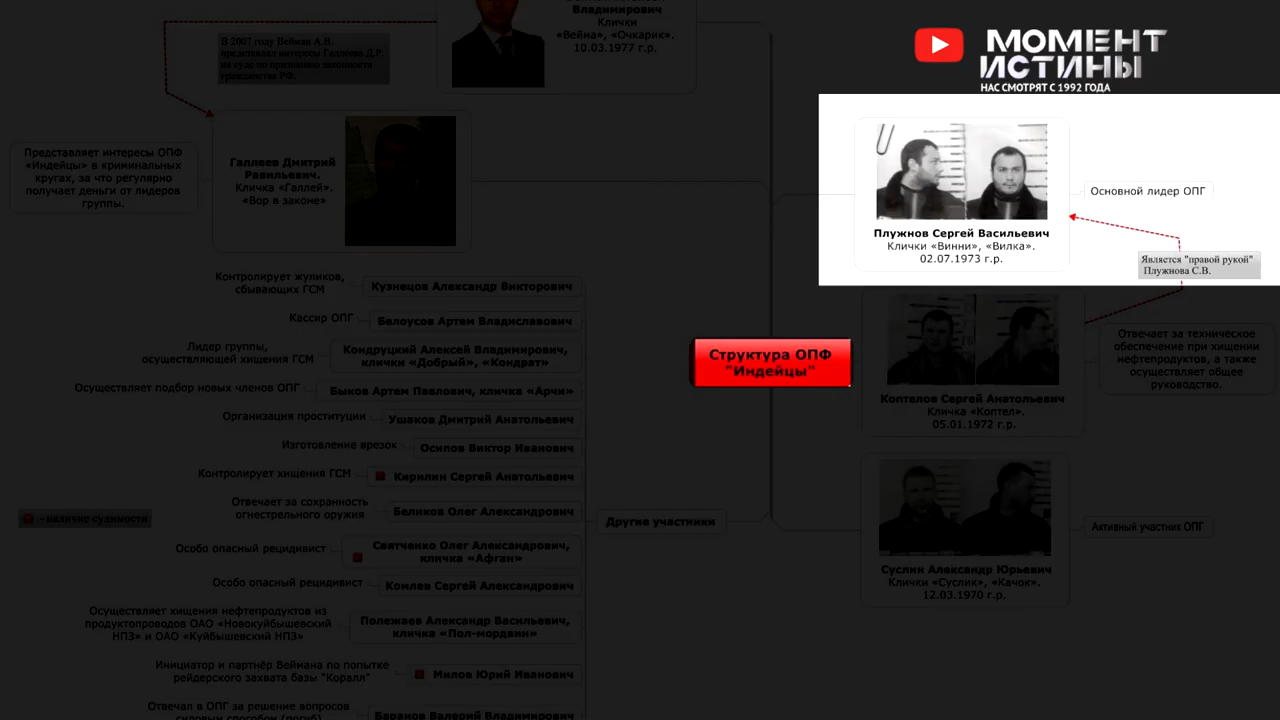 Владимирович
Клички
«Вейма», «Очкарик».
10.03.1977 г.р.
В 2007 году Вейман А.В.
представлял интересы Галлеева Д.Р.
на суде по признанию законности
гражданства РФ.
МОМЕНТ
ИСТИНЫ
НАС СМОТРЯТ С 1992 ГОДА
Представляет интересы ОПФ
«Индейцы» в криминальных
кругах, за что регулярно
получает деньги от лидеров
группы.
Галлеев Дмитрий
Равильевич.
Кличка «Галлей».
«Вор в законе»
Плужнов Сергей Васильевич
Клички «Винни», «Вилка».
02.07.1973 г.р.
Основной лидер ОПГ
Является "правой рукой"
Плужнова С.В.
Структура ОПФ
"Индейцы"
Коптелов Сергей Анатольевич
Кличка «Коптел».
05.01.1972 г.р.
Отвечает за техническое
обеспечение при хищении
нефтепродуктов, а также
осуществляет общее
руководство.
Суслин Александр Юрьевич
Клички «Суслик», «Качок».
12.03.1970 г.р.
Активный участник ОПГ
Другие участники
Контролирует жуликов,
сбывающих ГСМ
Кузнецов Александр Викторович
Кассир ОПГ
Белоусов Артем Владиславович
Лидер группы,
осуществляющей хищения ГСМ
Кондруцкий Алексей Владимирович,
клички «Добрый», «Кондрат»
Осуществляет подбор новых членов ОПГ
Быков Артем Павлович, кличка «Арчи»
Организация проституции
Ушаков Дмитрий Анатольевич
Изготовление врезок
Осипов Виктор Иванович
Контролирует хищения ГСМ
Кирилин Сергей Анатольевич
Отвечает за сохранность
огнестрельного оружия
Беликов Олег Александрович
- наличие судимости
Особо опасный рецидивист
Святченко Олег Александрович,
кличка «Афган»
Особо опасный рецидивист
Комлев Сергей Александрович
Осуществляет хищения нефтепродуктов из
продуктопроводов ОАО «Новокуйбышевский
НПЗ» и ОАО «Куйбышевский НПЗ»
Полежаев Александр Васильевич,
кличка «Пол-мордвин»
Инициатор и партнёр Веймана по попытке
рейдерского захвата базы "Коралл"
Милов Юрий Иванович
Отвечал в ОПГ за решение вопросов
силовым способом (погиб)
Баранов Валерий Владимирович